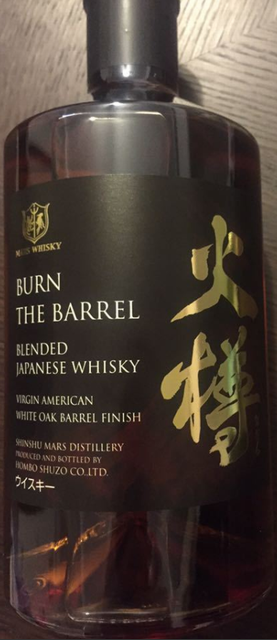 MARS WHISKY
BURN
THE BARREL
BLENDED
JAPANESE WHISKY
VIRGIN AMERICAN
WHITE OAK BARREL FINISH
SHINSHU MARS DISTILLERY
PRODUCED AND BOTTLED BY
HOMBO SHUZO CO.,LTD.
ウイスキー
火樽